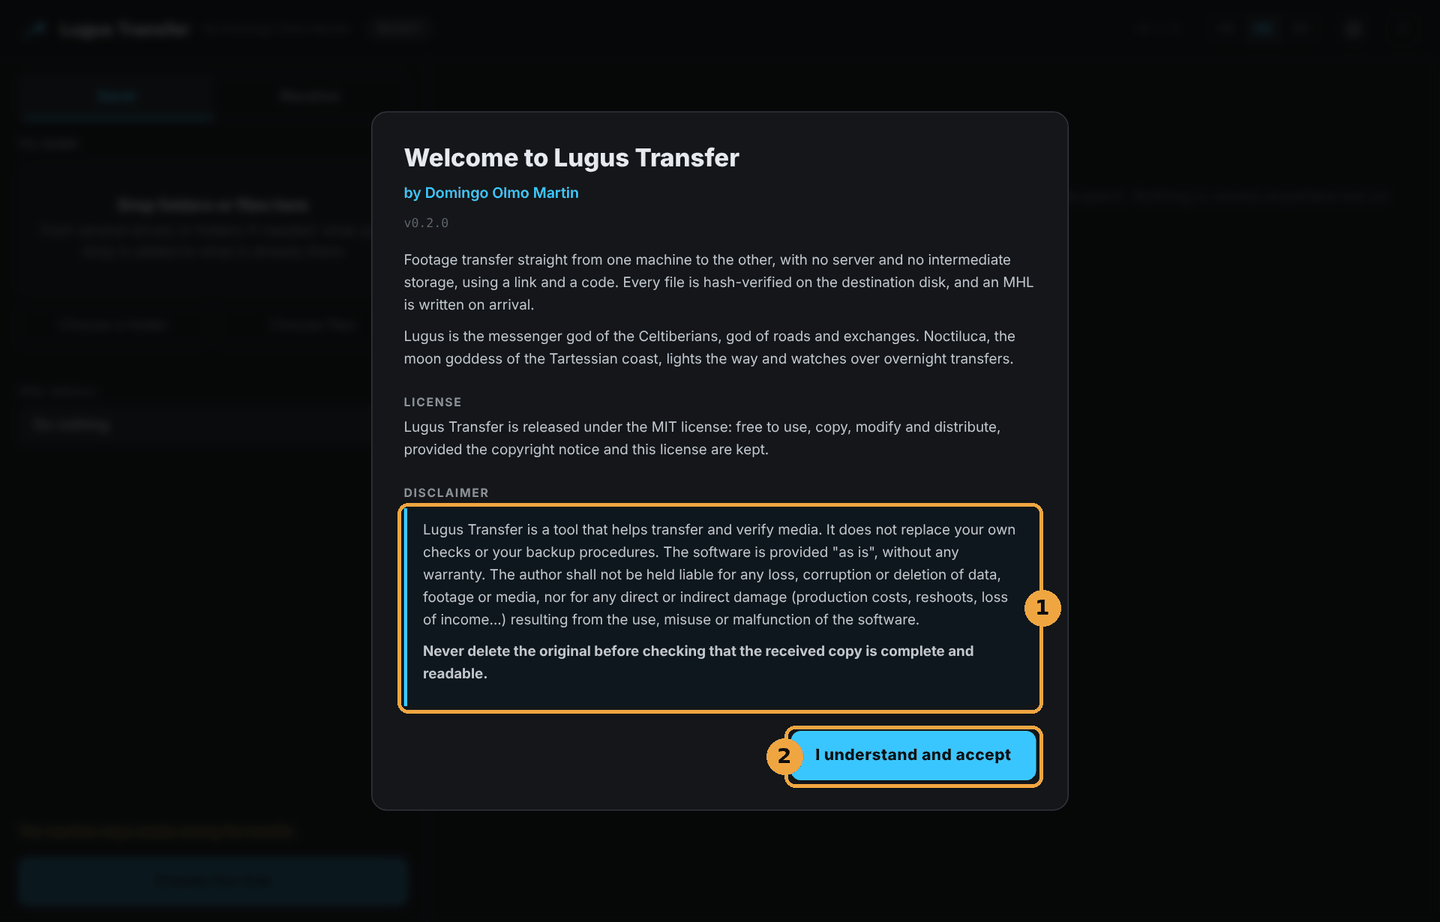 Lugus Transfer
Welcome to Lugus Transfer
by Domingo Olmo Martin
v0.2.0
Footage transfer straight from one machine to the other, with no server and no intermediate
storage, using a link and a code. Every file is hash-verified on the destination disk, and an MHL
is written on arrival.
Lugus is the messenger god of the Celtiberians, god of roads and exchanges. Noctiluca, the
moon goddess of the Tartessian coast, lights the way and watches over overnight transfers.
LICENSE
Lugus Transfer is released under the MIT license: free to use, copy, modify and distribute,
provided the copyright notice and this license are kept.
DISCLAIMER
Lugus Transfer is a tool that helps transfer and verify media. It does not replace your own
checks or your backup procedures. The software is provided "as is", without any
warranty. The author shall not be held liable for any loss, corruption or deletion of data,
footage or media, nor for any direct or indirect damage (production costs, reshoots, loss
of income...) resulting from the use, misuse or malfunction of the software.
1
Never delete the original before checking that the received copy is complete and
readable.
2
I understand and accept